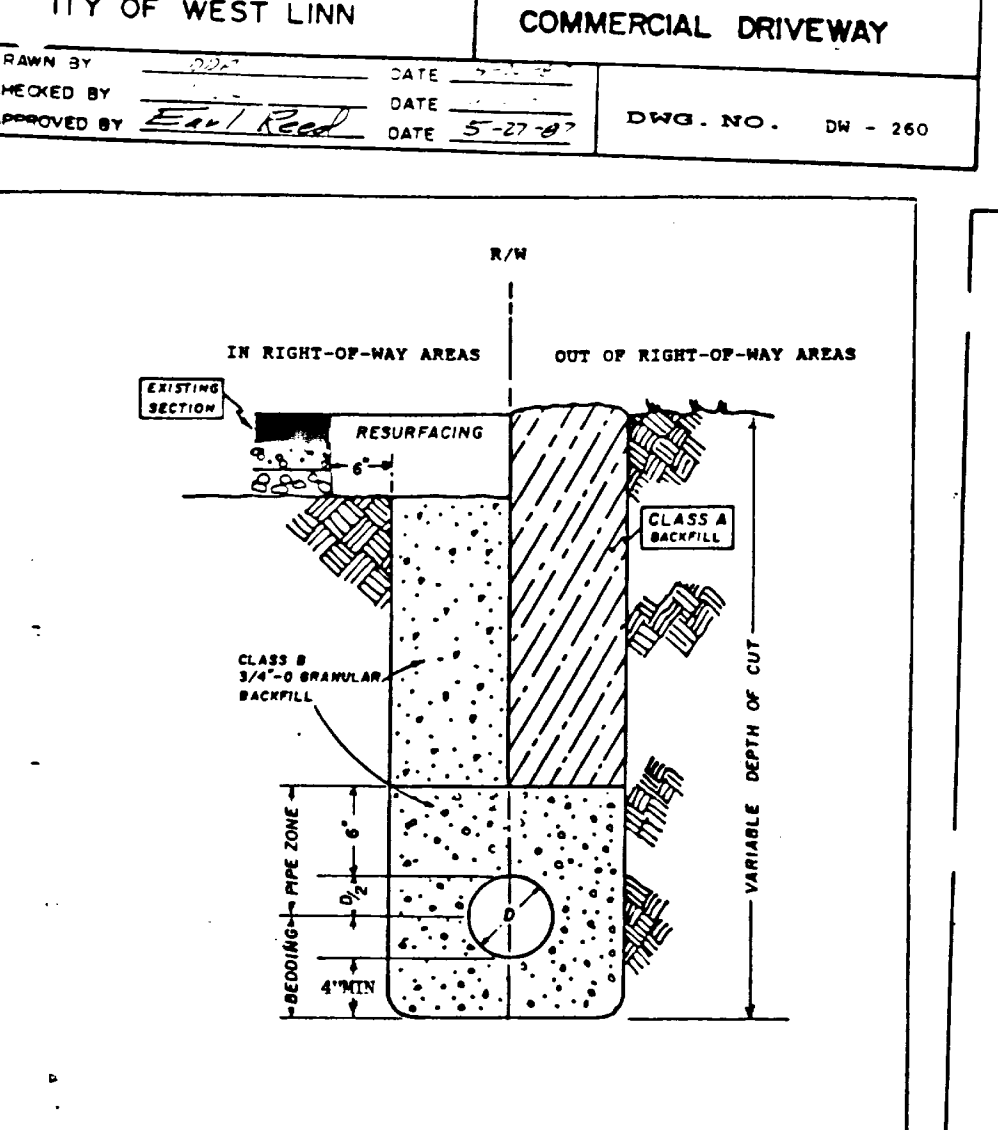 ITY OF WEST LINN
COMMERCIAL DRIVEWAY
RAWN BY
DATE
HECKED BY
DATE
APPROVED BY Earl Reed DATE 5-27-87
DWG. NO. DW - 260
R/W
IN RIGHT-OF-WAY AREAS
OUT OF RIGHT-OF-WAY AREAS
EXISTING
SECTION
RESURFACING
6"
CLASS A
BACKFILL
CLASS B
3/4"-0 GRANULAR
BACKFILL
VARIABLE DEPTH OF CUT
PIPE ZONE
6"
D/2
D
BEDDING
4"MIN